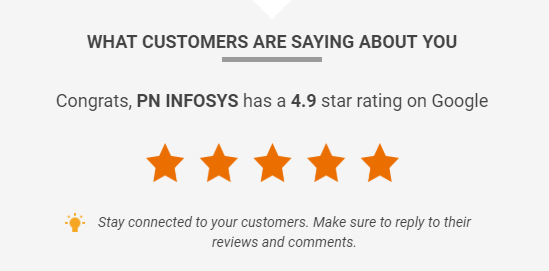 WHAT CUSTOMERS ARE SAYING ABOUT YOU
Congrats, PN INFOSYS has a 4.9 star rating on Google
Stay connected to your customers. Make sure to reply to their
reviews and comments.